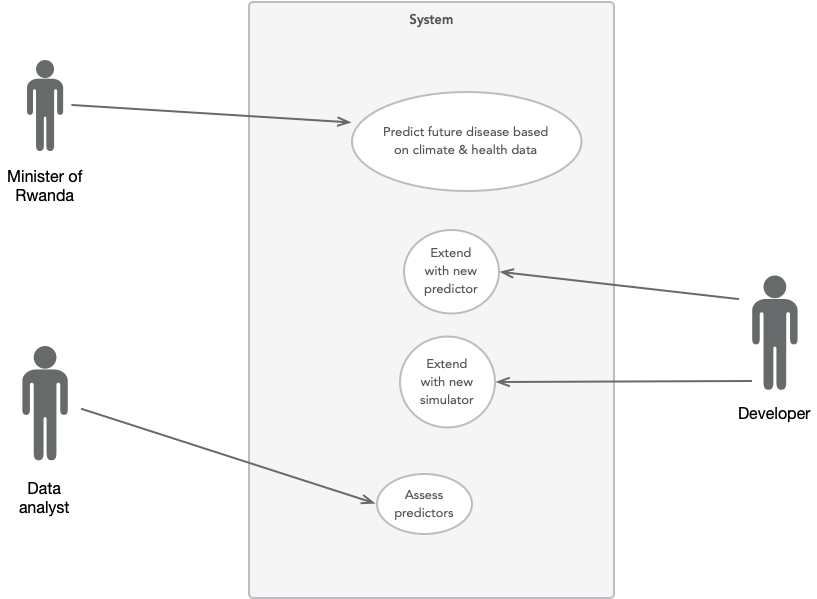 System
Minister of
Rwanda
Predict future disease based
on climate & health data
Extend
with new
predictor
Extend
with new
simulator
Developer
Data
analyst
Assess
predictors